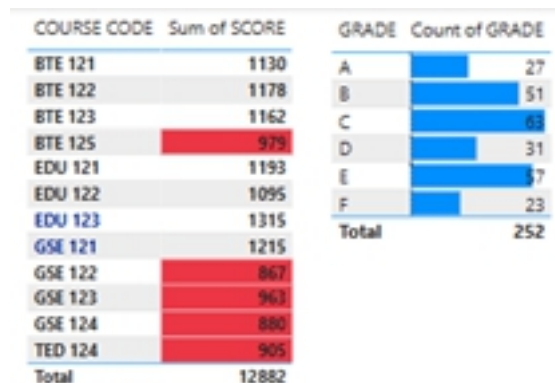 COURSE CODE Sum of SCORE
BTE 121 1130
BTE 122 1178
BTE 123 1162
BTE 125 979
EDU 121 1193
EDU 122 1095
EDU 123 1315
GSE 121 1215
GSE 122 867
GSE 123 963
GSE 124 880
TED 124 905
Total 12882
GRADE Count of GRADE
A 27
B 51
C 63
D 31
E 57
F 23
Total 252